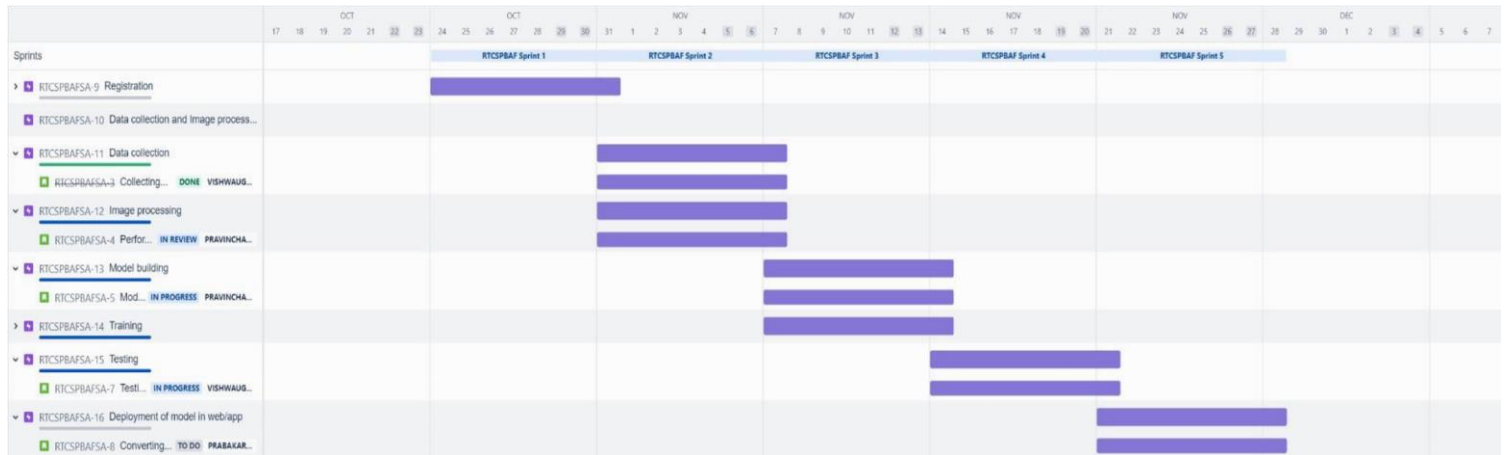 OCT OCT NOV NOV NOV NOV DEC
17 18 19 20 21 22 23 24 25 26 27 28 29 30 31 1 2 3 4 5 6 7 8 9 10 11 12 13 14 15 16 17 18 19 20 21 22 23 24 25 26 27 28 29 30 1 2 3 4 5 6 7
Sprints RTCSPBAF Sprint 1 RTCSPBAF Sprint 2 RTCSPBAF Sprint 3 RTCSPBAF Sprint 4 RTCSPBAF Sprint 5
RTCSPBAFSA-9 Registration
RTCSPBAFSA-10 Data collection and Image process...
RTCSPBAFSA-11 Data collection
RTCSPBAFSA-3 Collecting... DONE VISHWAUG...
RTCSPBAFSA-12 Image processing
RTCSPBAFSA-4 Perfor... IN REVIEW PRAVINCHA...
RTCSPBAFSA-13 Model building
RTCSPBAFSA-5 Mod... IN PROGRESS PRAVINCHA...
RTCSPBAFSA-14 Training
RTCSPBAFSA-15 Testing
RTCSPBAFSA-7 Testi... IN PROGRESS VISHWAUG...
RTCSPBAFSA-16 Deployment of model in web/app
RTCSPBAFSA-8 Converting... TO DO PRABAKAR...